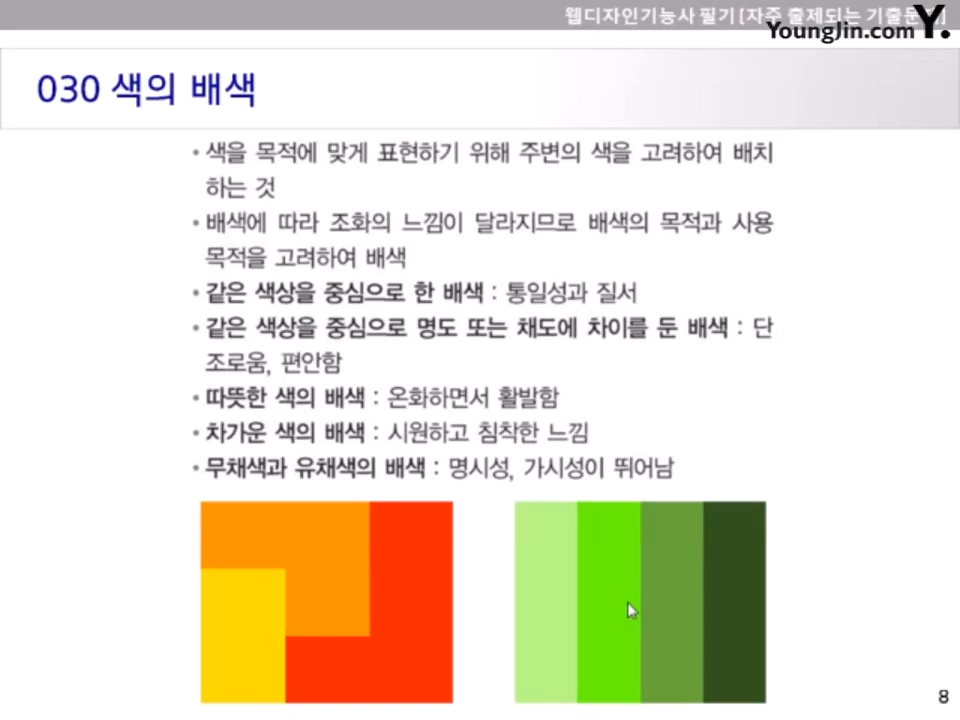 웹디자인기능사 필기 [자주 출제되는 기출문제]
YoungJin.com Y.
030 색의 배색
• 색을 목적에 맞게 표현하기 위해 주변의 색을 고려하여 배치
하는 것
• 배색에 따라 조화의 느낌이 달라지므로 배색의 목적과 사용
목적을 고려하여 배색
• 같은 색상을 중심으로 한 배색 : 통일성과 질서
• 같은 색상을 중심으로 명도 또는 채도에 차이를 둔 배색 : 단
조로움, 편안함
• 따뜻한 색의 배색 : 온화하면서 활발함
• 차가운 색의 배색 : 시원하고 침착한 느낌
• 무채색과 유채색의 배색 : 명시성, 가시성이 뛰어남
8